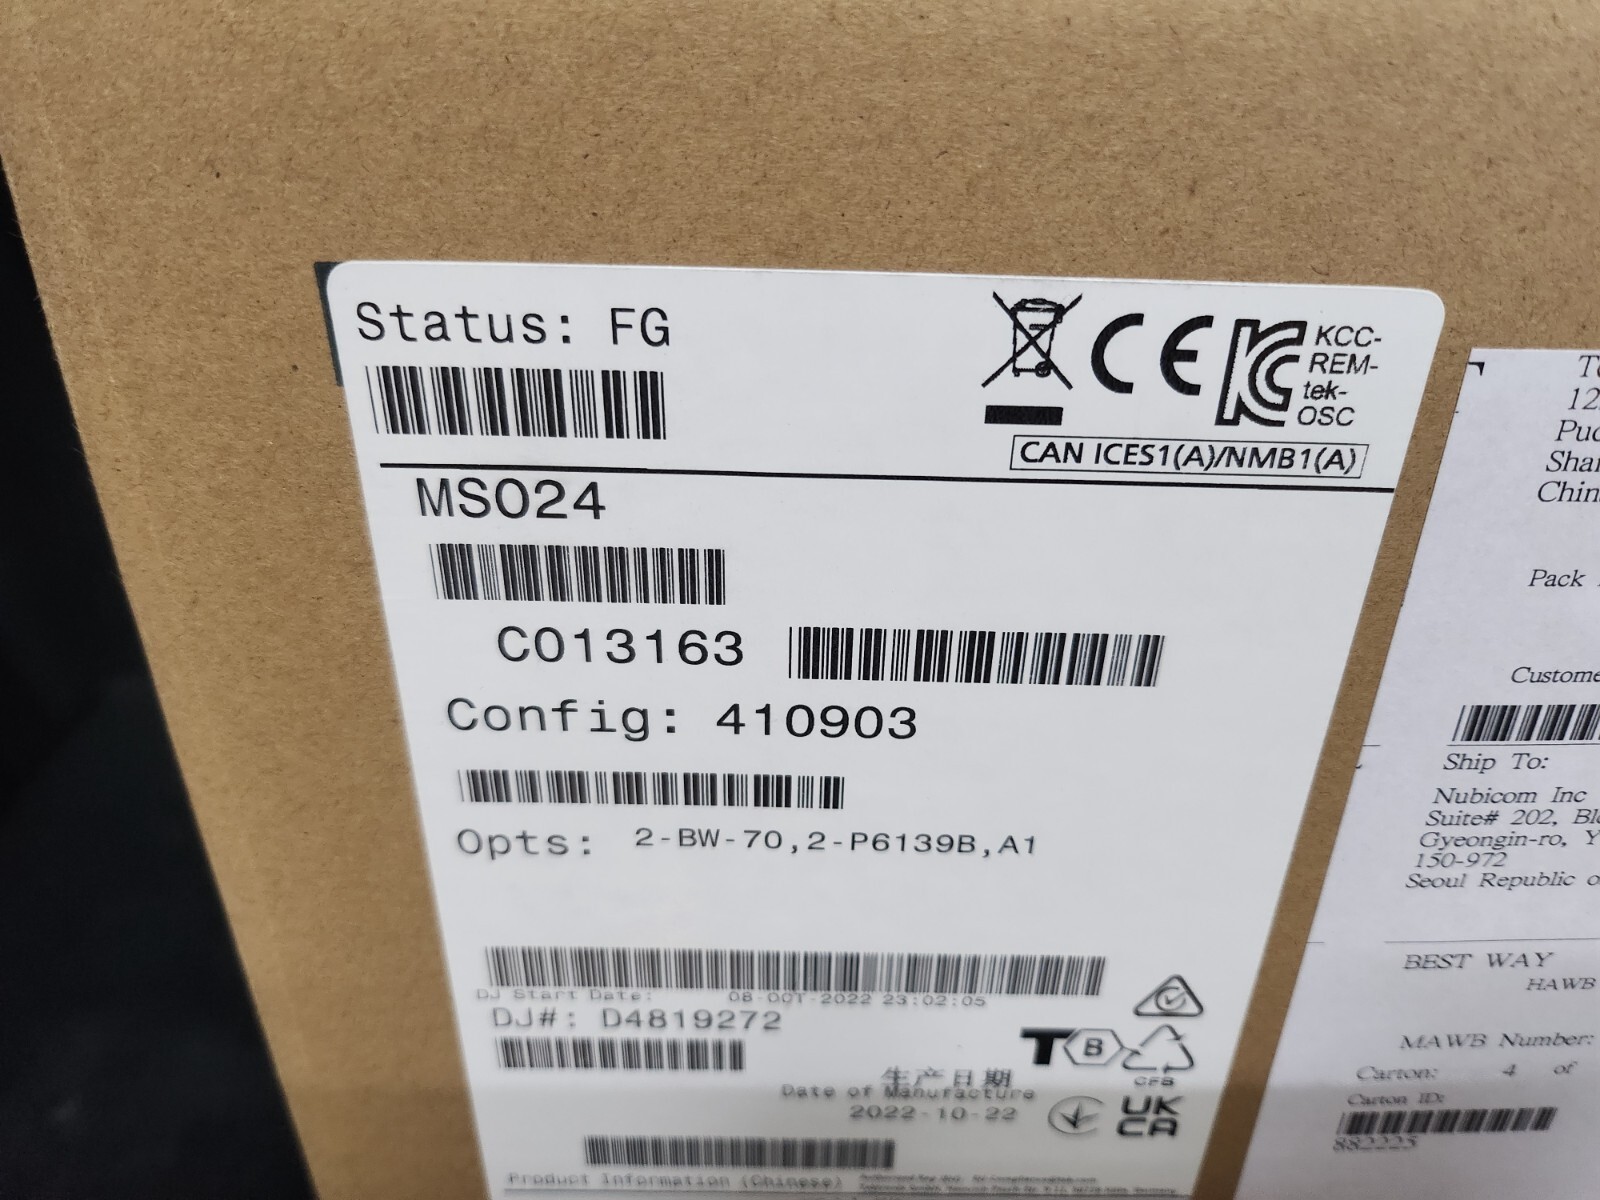 Status: FG
CE
KCC-
REM-
tek-
OSC
CAN ICES1(A)/NMB1(A)
MSO24
C013163
Config: 410903
Opts: 2-BW-70,2-P6139B,A1
DJ Start Date: 08-OCT-2022 23:02:05
DJ#: D4819272
B
CFB
生产日期
Date of Manufacture
2022-10-22
UK
CA
Product Information (Chinese)
12
Chin
Pack
Custome
Ship To:
Nubicom Inc
Suite# 202, Bl
Gyeongin-ro, Y
150-972
Seoul Republic o
BEST WAY
HAWB
MAWB Number:
Carton: 4 of
Carton ID:
882225